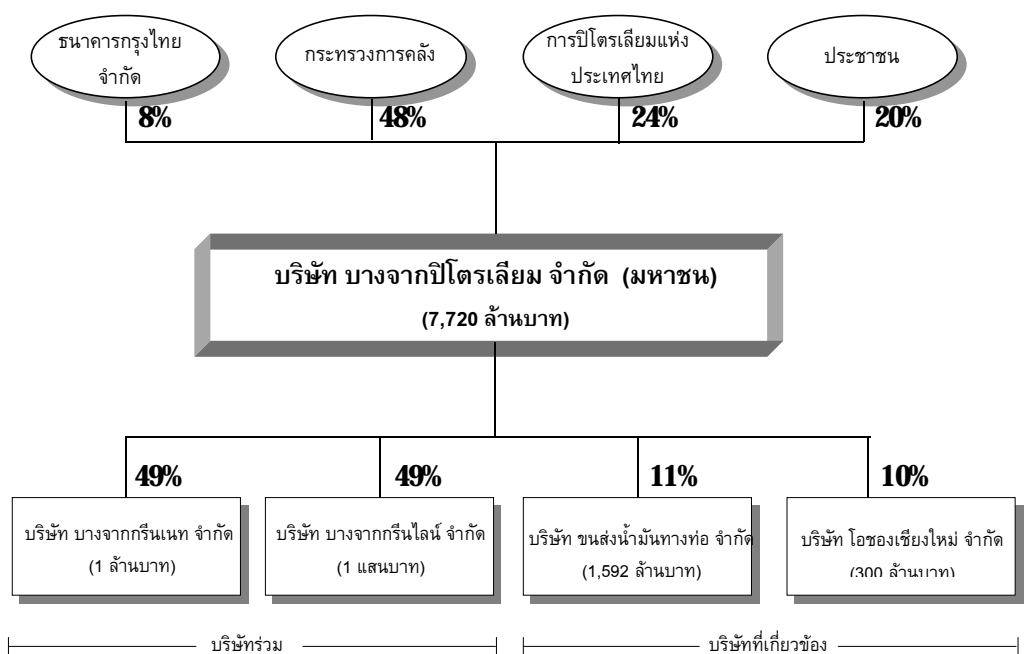 ธนาคารกรุงไทย
จำกัด
กระทรวงการคลัง
การปิโตรเลียมแห่ง
ประเทศไทย
ประชาชน
8%
48%
24%
20%
บริษัท บางจากปิโตรเลียม จำกัด (มหาชน)
(7,720 ล้านบาท)
49%
49%
11%
10%
บริษัท บางจากกรีนเนท จำกัด
(1 ล้านบาท)
บริษัท บางจากกรีนไลน์ จำกัด
(1 แสนบาท)
บริษัท ขนส่งน้ำมันทางท่อ จำกัด
(1,592 ล้านบาท)
บริษัท โอชองเชียงใหม่ จำกัด
(300 ล้านบาท)
บริษัทร่วม
บริษัทที่เกี่ยวข้อง